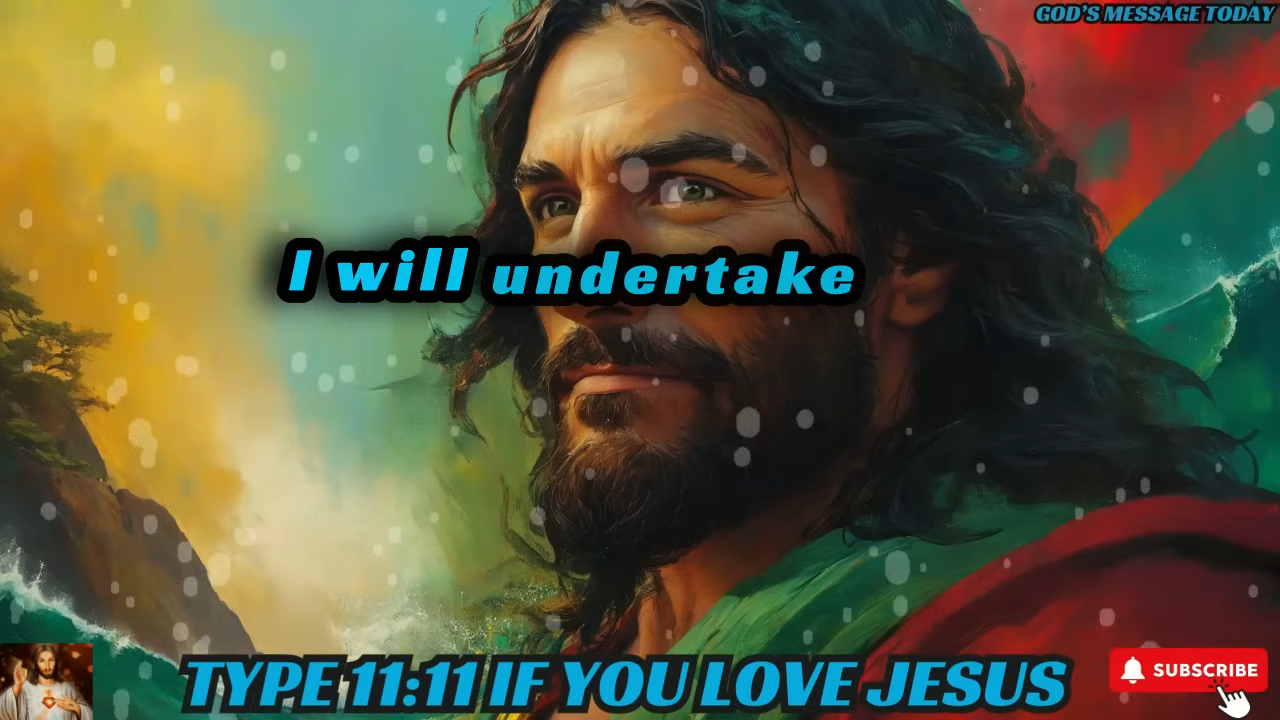 GOD'S MESSAGE TODAY
I will undertake
TYPE 11:11 IF YOU LOVE JESUS
SUBSCRIBE